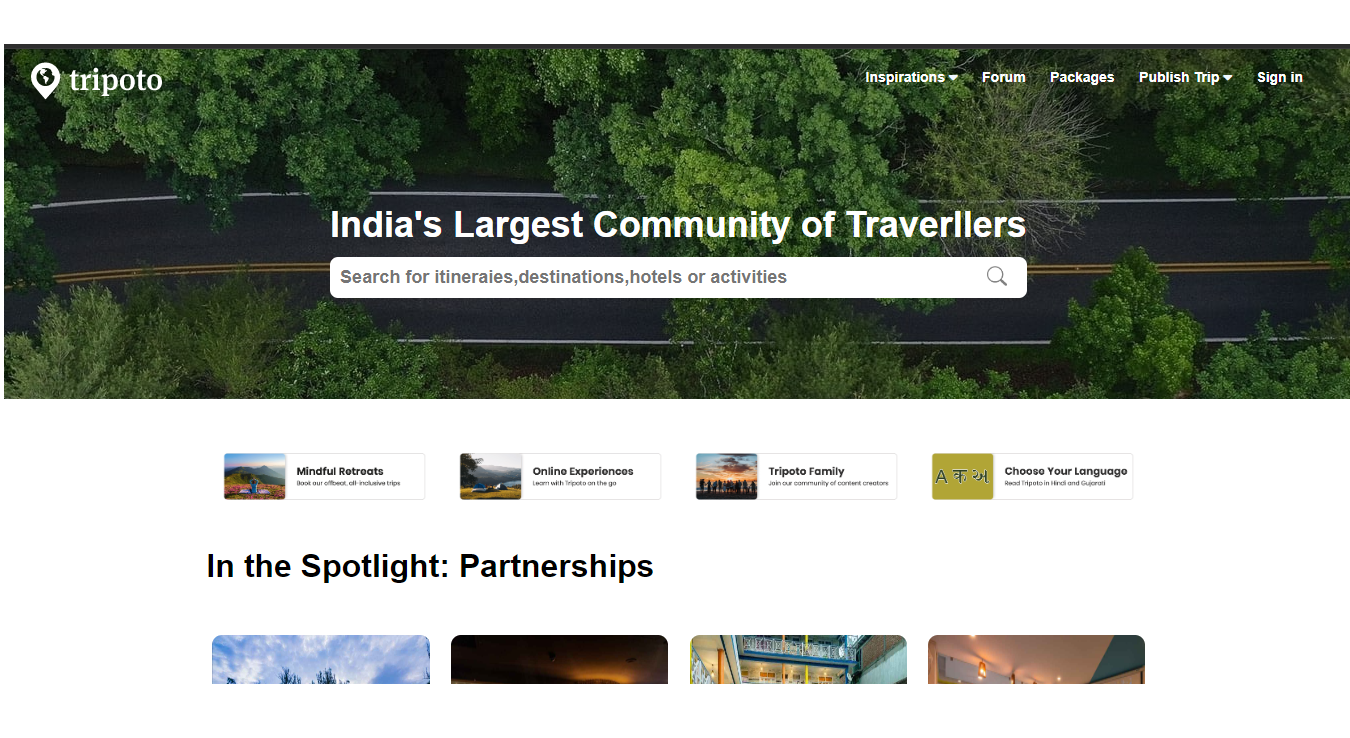 tripoto
Inspirations Forum Packages Publish Trip Sign in
India's Largest Community of Traverllers
Search for itineraies,destinations,hotels or activities
Mindful Retreats
Book our offbeat, all-inclusive trips
Online Experiences
Learn with Tripoto on the go
Tripoto Family
Join our community of content creators
A क અ
Choose Your Language
Read Tripoto in Hindi and Gujarati
In the Spotlight: Partnerships